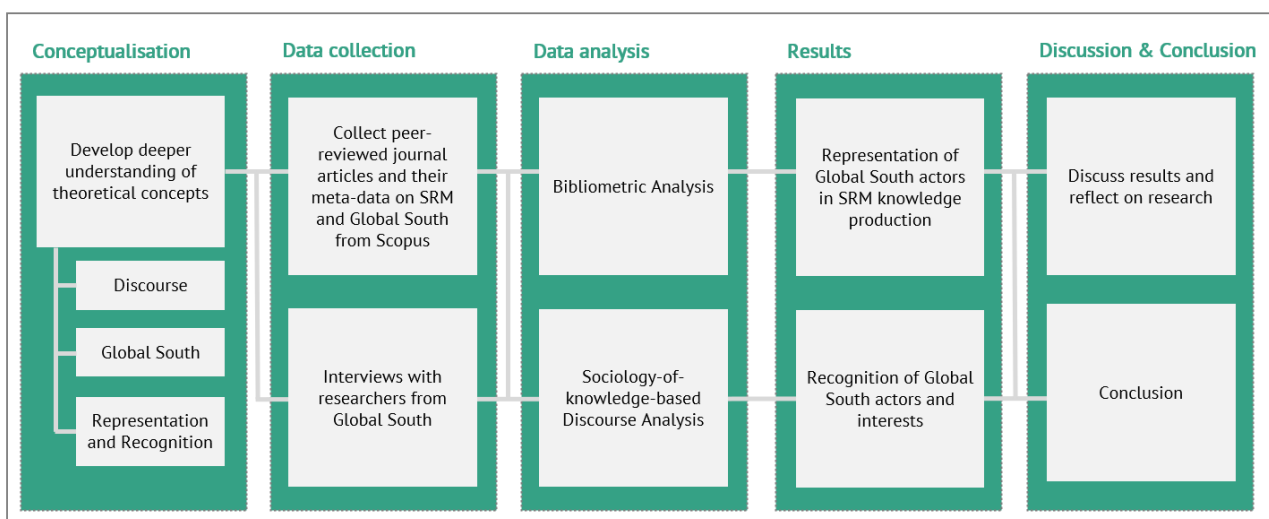 Conceptualisation
Develop deeper
understanding of
theoretical concepts
Discourse
Global South
Representation
and Recognition
Data collection
Collect peer-
reviewed journal
articles and their
meta-data on SRM
and Global South
from Scopus
Interviews with
researchers from
Global South
Data analysis
Bibliometric Analysis
Sociology-of-
knowledge-based
Discourse Analysis
Results
Representation of
Global South actors
in SRM knowledge
production
Recognition of Global
South actors and
interests
Discussion & Conclusion
Discuss results and
reflect on research
Conclusion